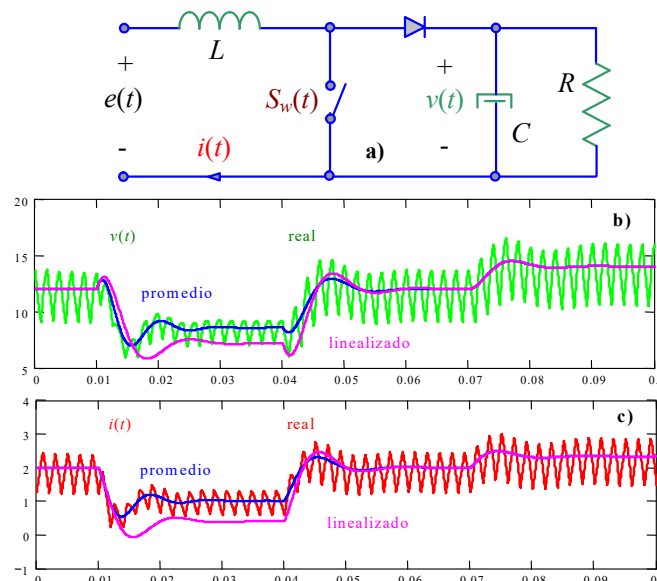 L
+
e(t)
-
i(t)
Sw(t)
a)
+
v(t)
-
C
R
20
15
10
5
v(t)
real
b)
promedio
linealizado
0 0.01 0.02 0.03 0.04 0.05 0.06 0.07 0.08 0.09 0.
4
3
2
1
0
−1
i(t)
real
c)
promedio
linealizado
0 0.01 0.02 0.03 0.04 0.05 0.06 0.07 0.08 0.09 0.